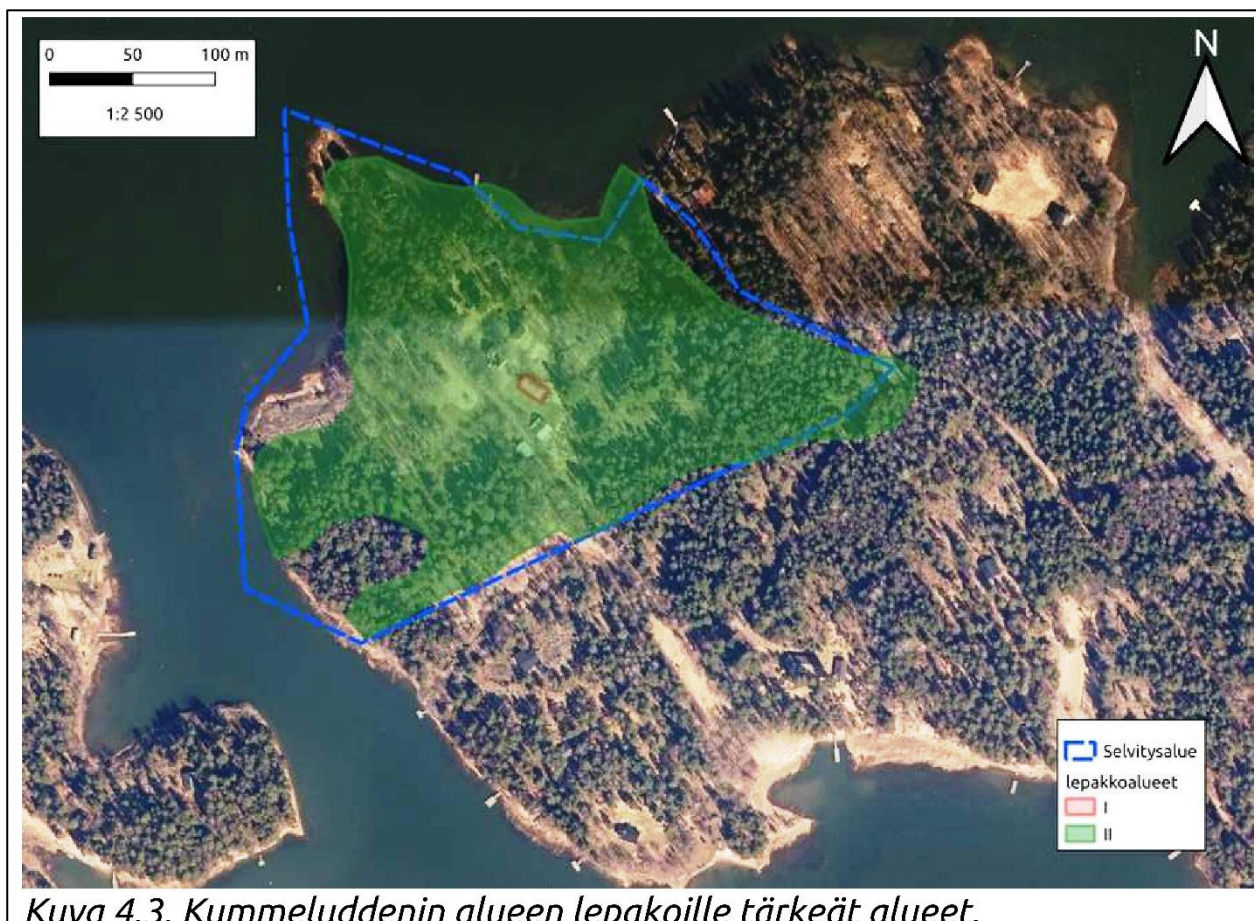 0 50 100 m
1:2 500
N
Selvitysalue
lepakkoalueet
I
II
Kuva 4.3. Kummeluddenin alueen lepakoille tärkeät alueet.